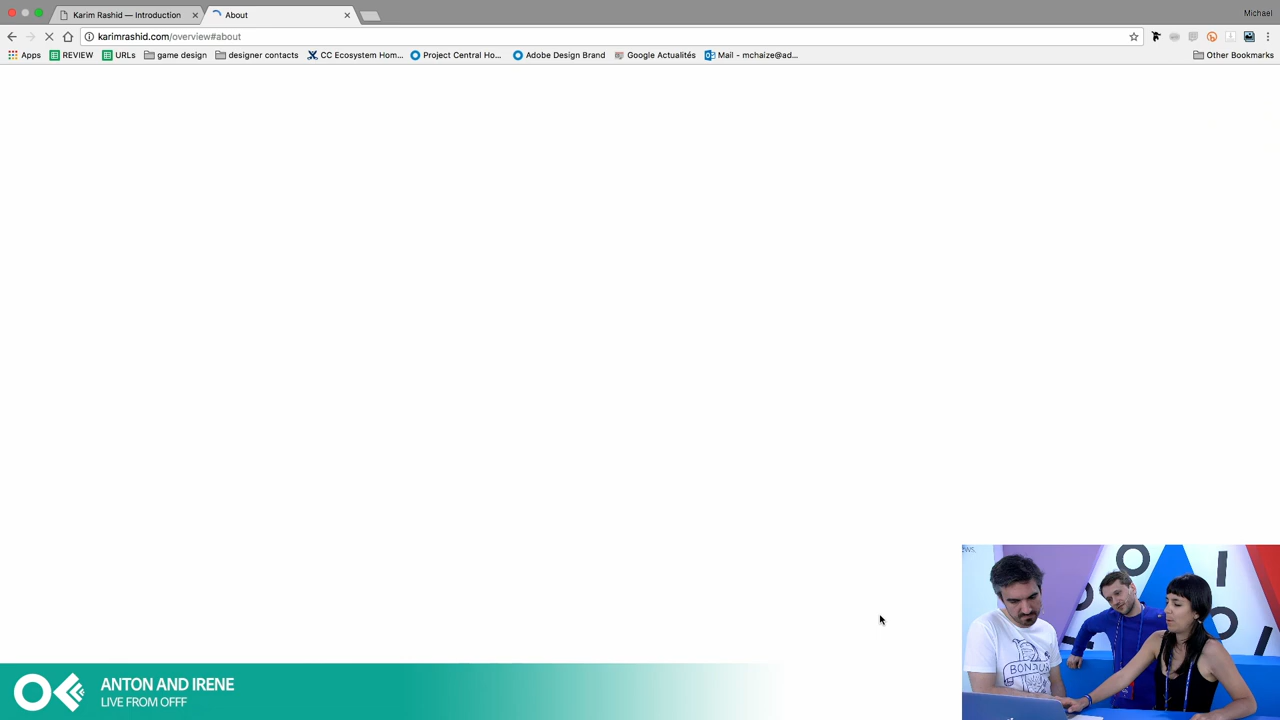 Karim Rashid — Introduction
About
Michael
karimrashid.com/overview#about
Apps
REVIEW
URLs
game design
designer contacts
CC Ecosystem Hom...
Project Central Ho...
Adobe Design Brand
Google Actualités
Mail - mchaize@ad...
Other Bookmarks
ews.
BONJOUR
ANTON AND IRENE
LIVE FROM OFFF